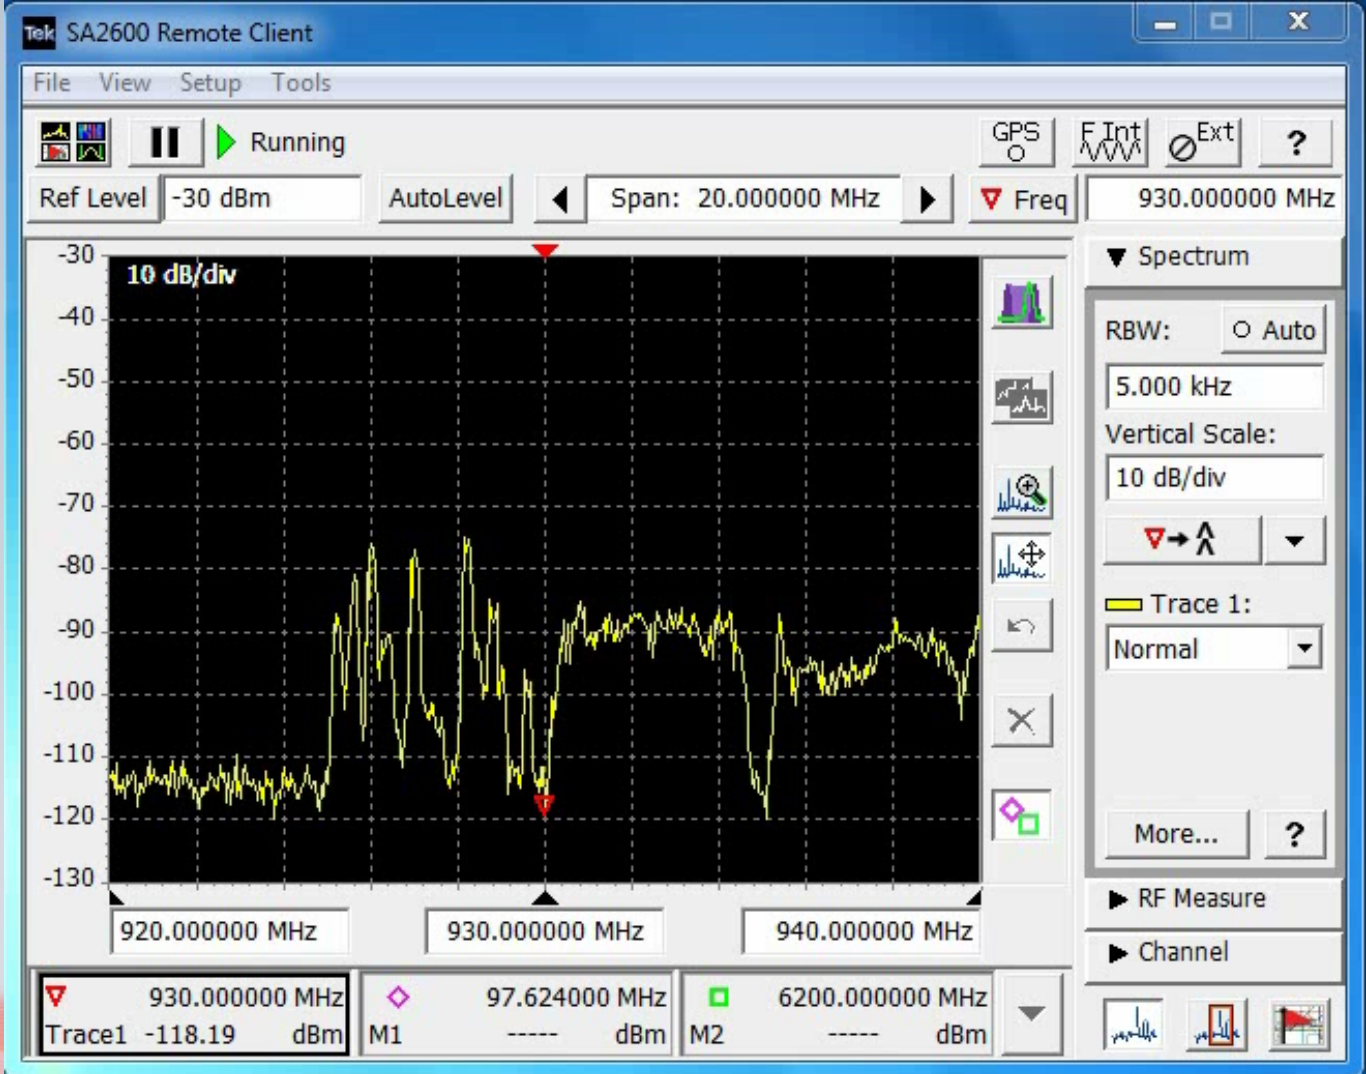 Tek SA2600 Remote Client
File View Setup Tools
Running GPS F Int Ext ?
Ref Level -30 dBm AutoLevel Span: 20.000000 MHz Freq 930.000000 MHz
-30
10 dB/div
-40
-50
-60
-70
-80
-90
-100
-110
-120
-130
920.000000 MHz 930.000000 MHz 940.000000 MHz
Spectrum
RBW: Auto
5.000 kHz
Vertical Scale:
10 dB/div
Trace 1:
Normal
More... ?
RF Measure
Channel
930.000000 MHz 97.624000 MHz 6200.000000 MHz
Trace1 -118.19 dBm M1 ----- dBm M2 ----- dBm